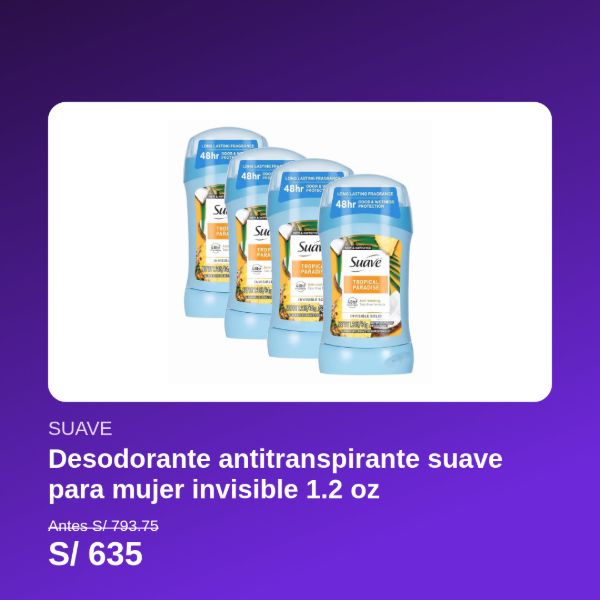 LONG LASTING FRAGRANCE
48hr ODOR & WETNESS PROTECTION
Suave
TROPICAL PARADISE
INVISIBLE SOLID
SUAVE
Desodorante antitranspirante suave
para mujer invisible 1.2 oz
Antes S/ 793.75
S/ 635